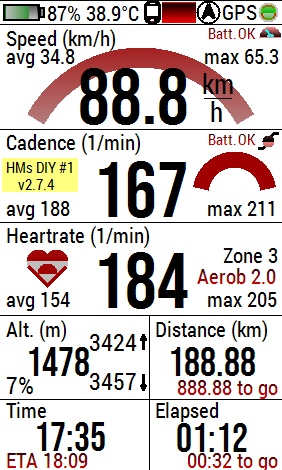 87% 38.9°C GPS
Speed (km/h) Batt. OK
avg 34.8 max 65.3
88.8 km/h
Cadence (1/min) Batt. OK
HMs DIY #1
v2.7.4
167
avg 188 max 211
Heartrate (1/min)
184
Zone 3
Aerob 2.0
avg 154 max 205
Alt. (m)
3424
1478
7% 3457
Distance (km)
188.88
888.88 to go
Time
17:35
ETA 18:09
Elapsed
01:12
00:32 to go